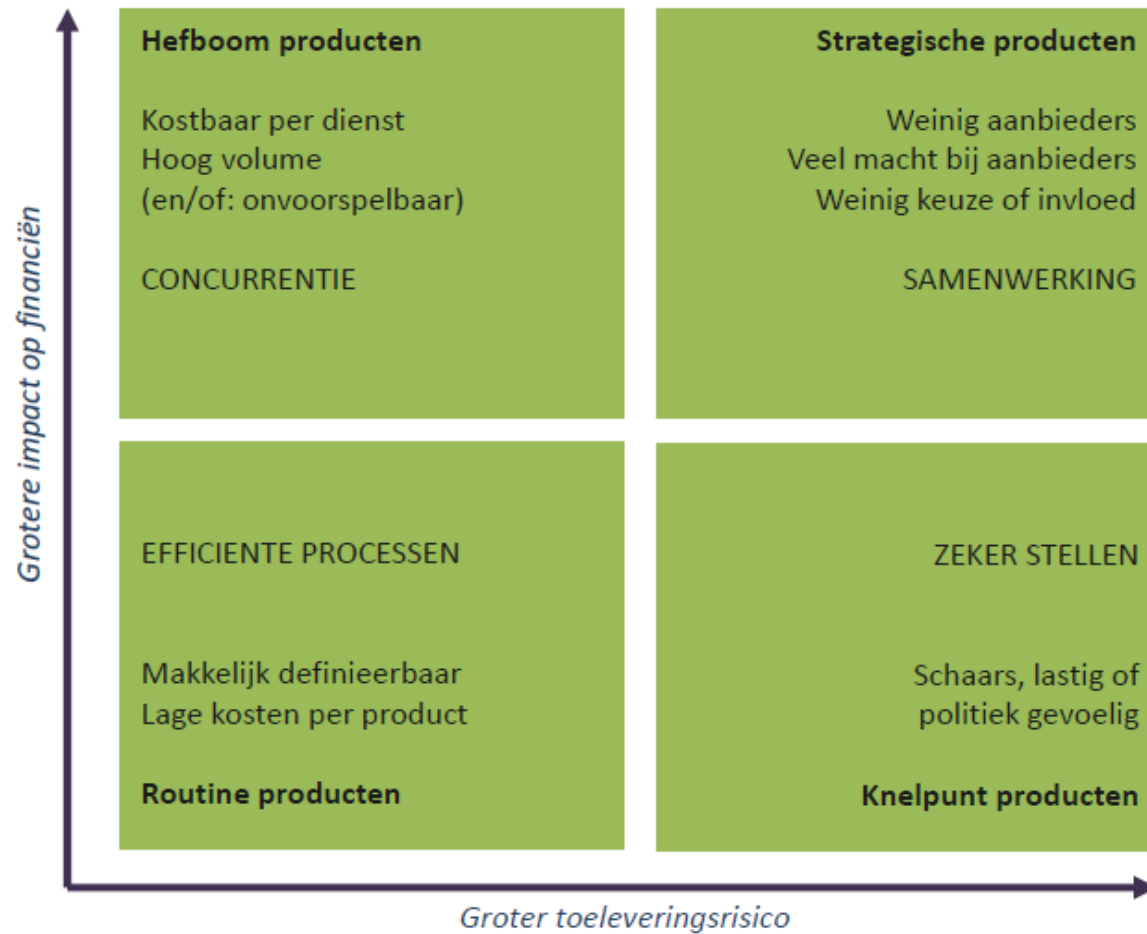 Grotere impact op financiën
Hefboom producten
Kostbaar per dienst
Hoog volume
(en/of: onvoorspelbaar)
CONCURRENTIE
Strategische producten
Weinig aanbieders
Veel macht bij aanbieders
Weinig keuze of invloed
SAMENWERKING
EFFICIENTE PROCESSEN
Makkelijk definieerbaar
Lage kosten per product
Routine producten
ZEKER STELLEN
Schaars, lastig of
politiek gevoelig
Knelpunt producten
Groter toeleveringsrisico